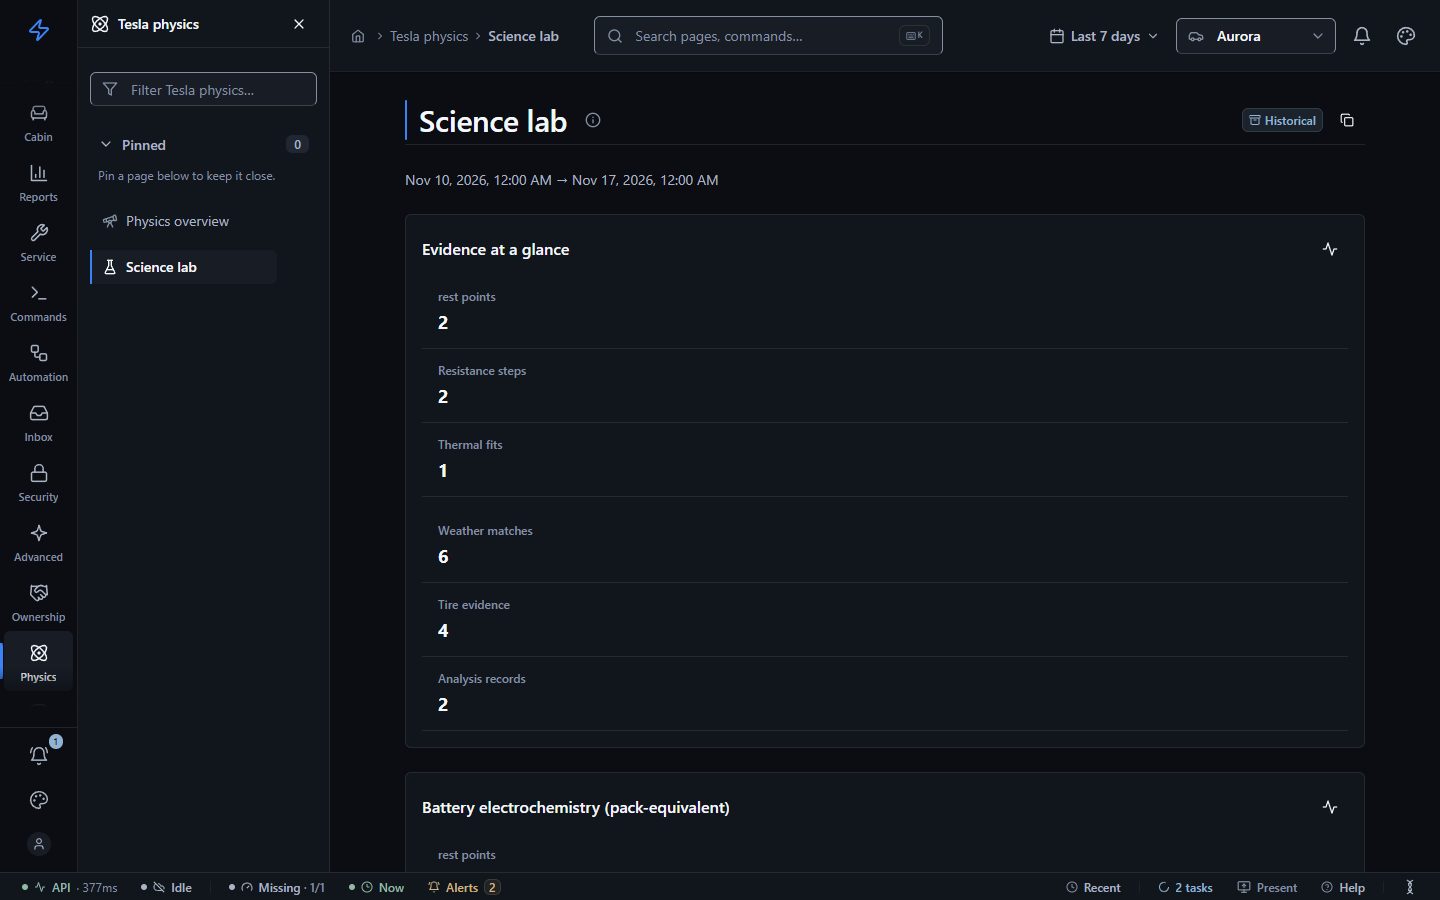 Tesla physics
Tesla physics
Science lab
Search pages, commands...
K
Last 7 days
Aurora
Filter Tesla physics...
Pinned
0
Pin a page below to keep it close.
Physics overview
Science lab
Cabin
Reports
Service
Commands
Automation
Inbox
Security
Advanced
Ownership
Physics
1
Science lab
Historical
Nov 10, 2026, 12:00 AM → Nov 17, 2026, 12:00 AM
Evidence at a glance
rest points
2
Resistance steps
2
Thermal fits
1
Weather matches
6
Tire evidence
4
Analysis records
2
Battery electrochemistry (pack-equivalent)
rest points
API · 377ms
Idle
Missing · 1/1
Now
Alerts 2
Recent
2 tasks
Present
Help